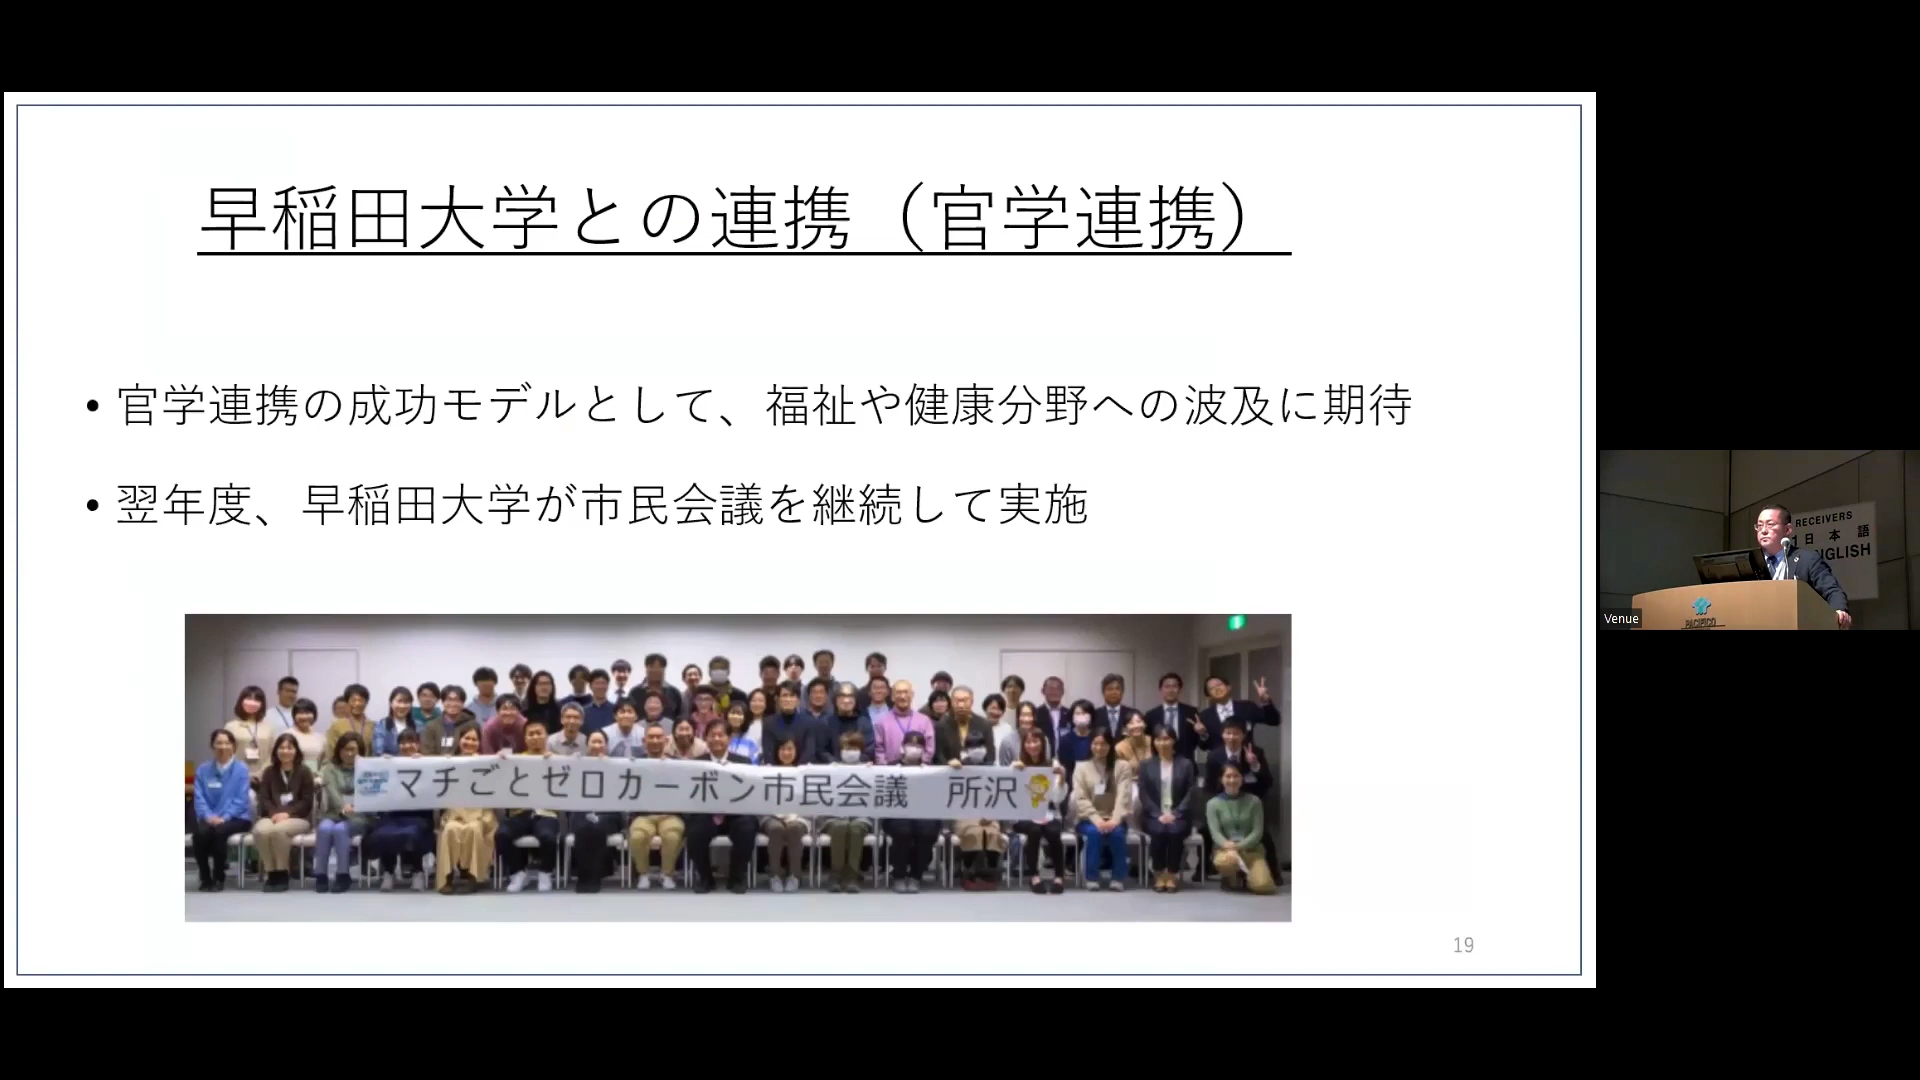 早稲田大学との連携（官学連携）
• 官学連携の成功モデルとして、福祉や健康分野への波及に期待
• 翌年度、早稲田大学が市民会議を継続して実施
マチごとゼロカーボン市民会議　所沢
19
RECEIVERS
1 日 本 語
ENGLISH
PACIFICO
Venue